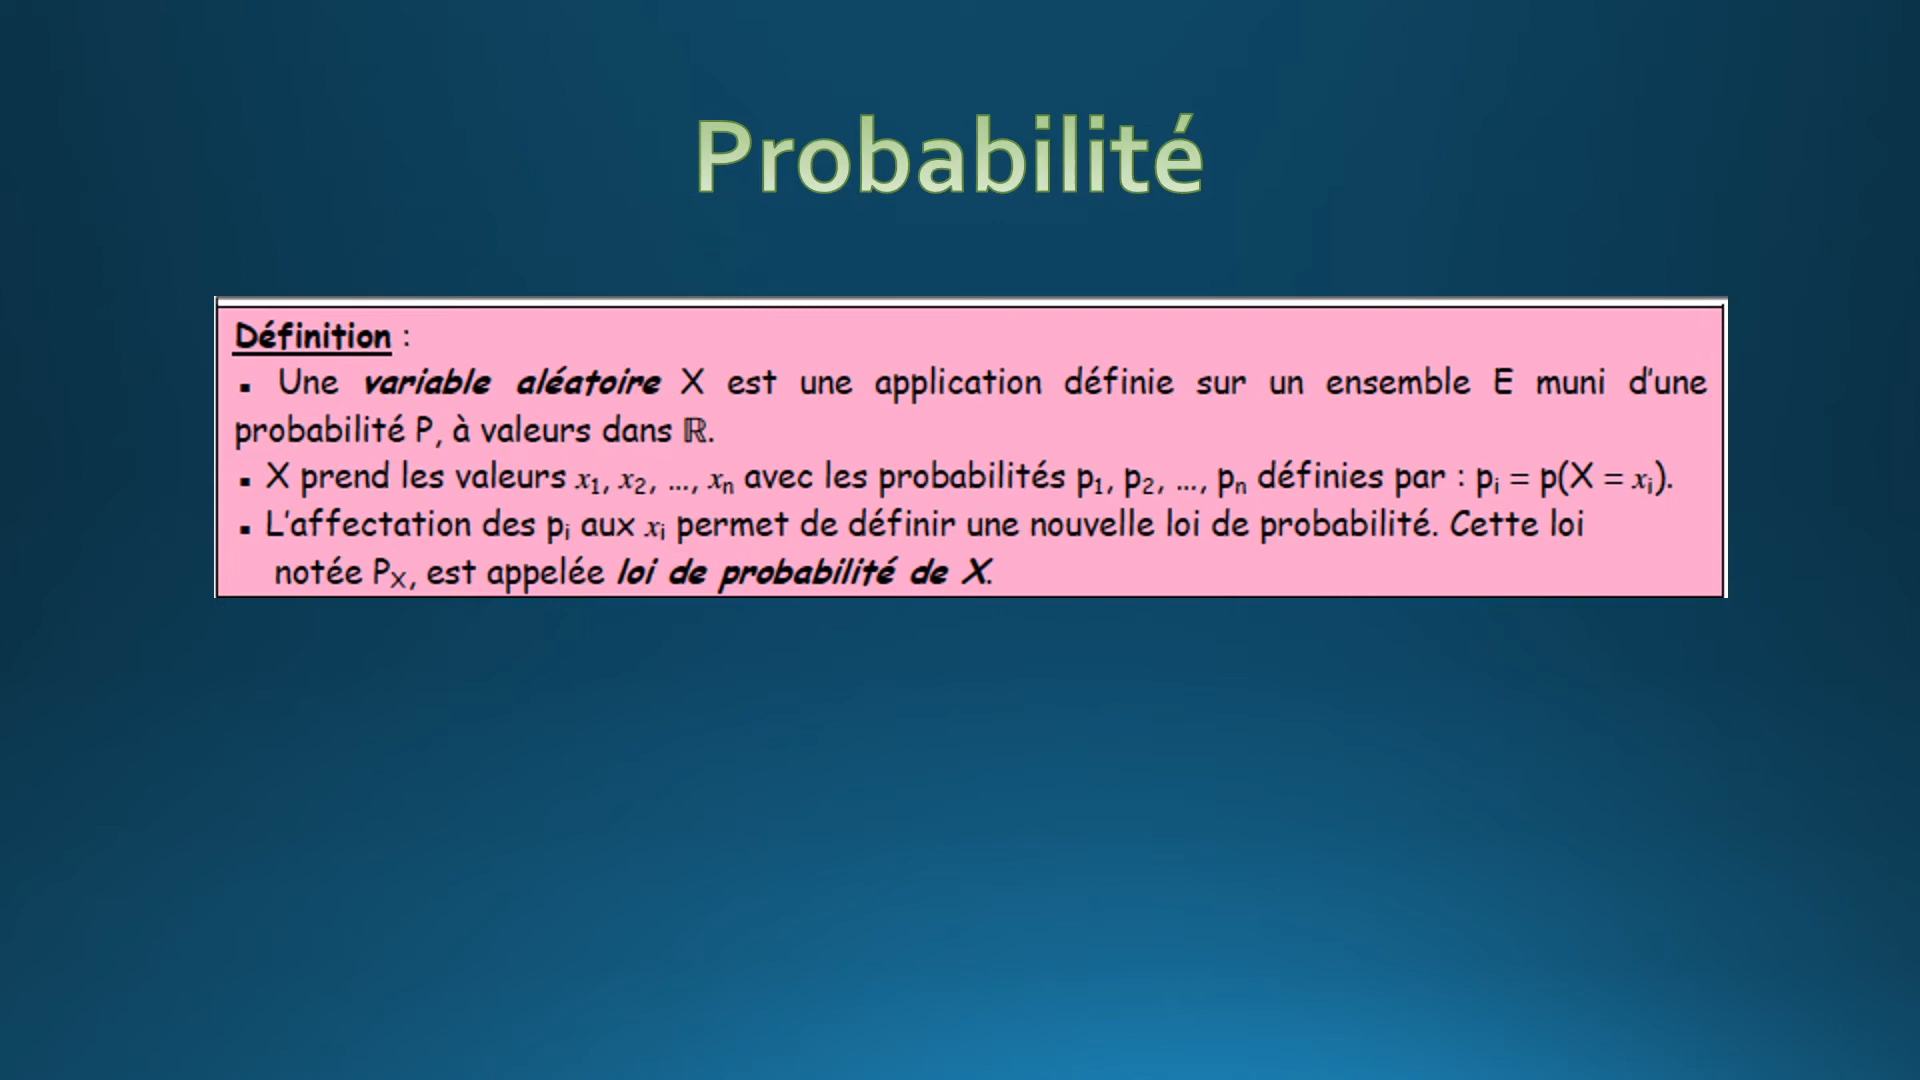 Probabilité
Définition :
▪ Une variable aléatoire X est une application définie sur un ensemble E muni d'une
probabilité P, à valeurs dans ℝ.
▪ X prend les valeurs x₁, x₂, ..., xₙ avec les probabilités p₁, p₂, ..., pₙ définies par : pᵢ = p(X = xᵢ).
▪ L'affectation des pᵢ aux xᵢ permet de définir une nouvelle loi de probabilité. Cette loi
notée Pₓ, est appelée loi de probabilité de X.